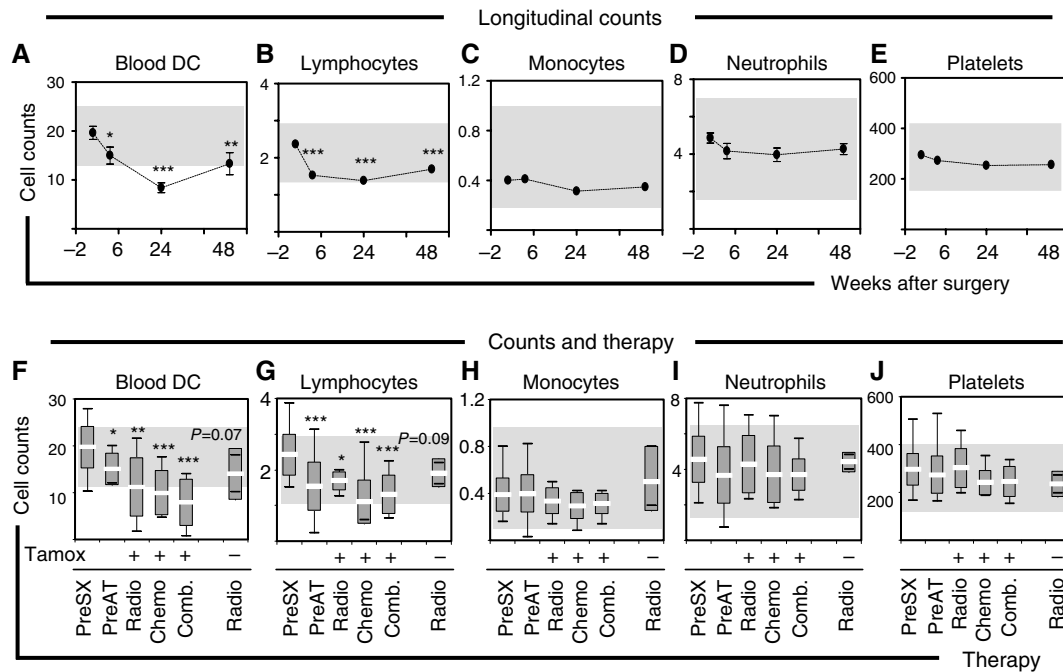 Longitudinal counts
A B C D E
Blood DC Lymphocytes Monocytes Neutrophils Platelets
30 4 1.2 8 600
20 2 0.8 4 400
10 0.4 200
* *** ** *** *** ***
–2 6 24 48 –2 6 24 48 –2 6 24 48 –2 6 24 48 –2 6 24 48
Cell counts
Weeks after surgery
Counts and therapy
F G H I J
Blood DC Lymphocytes Monocytes Neutrophils Platelets
30 4 1.2 8 600
20 2 0.8 4 400
10 0.4 200
* ** *** *** P=0.07
*** * *** *** P=0.09
Cell counts
Tamox + + + – + + + – + + + – + + + – + + + –
PreSX PreAT Radio Chemo Comb. Radio
PreSX PreAT Radio Chemo Comb. Radio
PreSX PreAT Radio Chemo Comb. Radio
PreSX PreAT Radio Chemo Comb. Radio
PreSX PreAT Radio Chemo Comb. Radio
Therapy